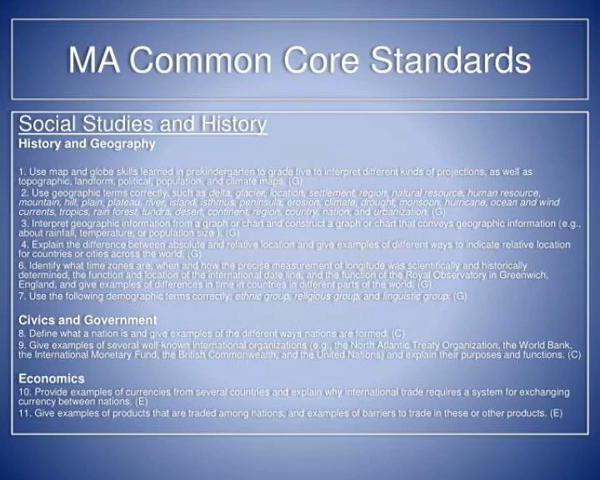 MA Common Core Standards
Social Studies and History
History and Geography
1. Use map and globe skills learned in prekindergarten to grade five to interpret different kinds of projections, as well as
topographic, landform, political, population, and climate maps. (G)
2. Use geographic terms correctly, such as delta, glacier, location, settlement, region, natural resource, human resource,
mountain, hill, plain, plateau, river, island, isthmus, peninsula, erosion, climate, drought, monsoon, hurricane, ocean and wind
currents, tropics, rain forest, tundra, desert, continent, region, country, nation, and urbanization. (G)
3. Interpret geographic information from a graph or chart and construct a graph or chart that conveys geographic information (e.g.,
about rainfall, temperature, or population size ). (G)
4. Explain the difference between absolute and relative location and give examples of different ways to indicate relative location
for countries or cities across the world. (G)
6. Identify what time zones are, when and how the precise measurement of longitude was scientifically and historically
determined, the function and location of the international date line, and the function of the Royal Observatory in Greenwich,
England, and give examples of differences in time in countries in different parts of the world. (G)
7. Use the following demographic terms correctly: ethnic group, religious group, and linguistic group. (G)
Civics and Government
8. Define what a nation is and give examples of the different ways nations are formed. (C)
9. Give examples of several well-known international organizations (e.g., the North Atlantic Treaty Organization, the World Bank,
the International Monetary Fund, the British Commonwealth, and the United Nations) and explain their purposes and functions. (C)
Economics
10. Provide examples of currencies from several countries and explain why international trade requires a system for exchanging
currency between nations. (E)
11. Give examples of products that are traded among nations, and examples of barriers to trade in these or other products. (E)